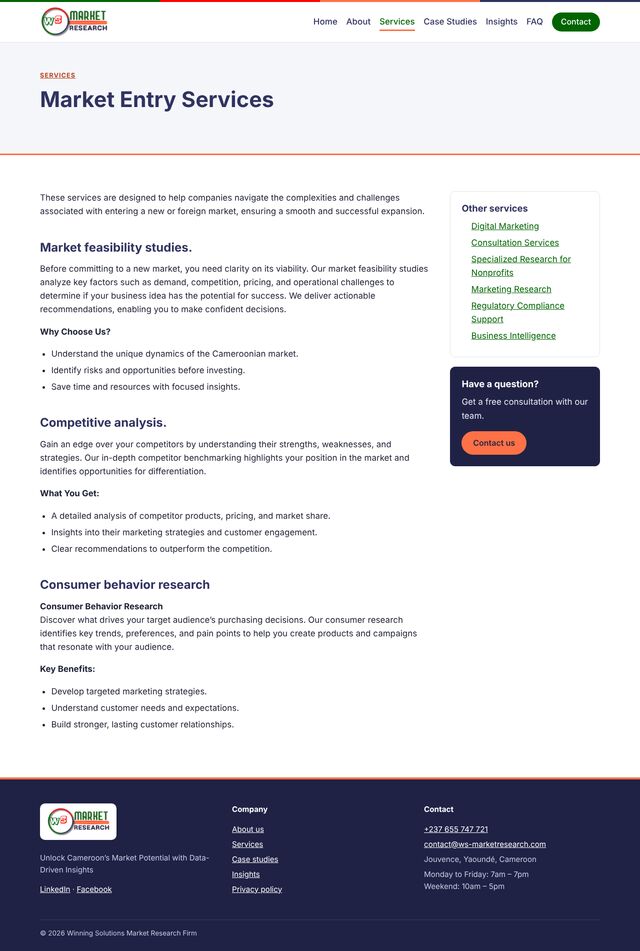 WS MARKET
RESEARCH
Home About Services Case Studies Insights FAQ Contact
SERVICES
Market Entry Services
These services are designed to help companies navigate the complexities and challenges
associated with entering a new or foreign market, ensuring a smooth and successful expansion.
Market feasibility studies.
Before committing to a new market, you need clarity on its viability. Our market feasibility studies
analyze key factors such as demand, competition, pricing, and operational challenges to
determine if your business idea has the potential for success. We deliver actionable
recommendations, enabling you to make confident decisions.
Why Choose Us?
• Understand the unique dynamics of the Cameroonian market.
• Identify risks and opportunities before investing.
• Save time and resources with focused insights.
Competitive analysis.
Gain an edge over your competitors by understanding their strengths, weaknesses, and
strategies. Our in-depth competitor benchmarking highlights your position in the market and
identifies opportunities for differentiation.
What You Get:
• A detailed analysis of competitor products, pricing, and market share.
• Insights into their marketing strategies and customer engagement.
• Clear recommendations to outperform the competition.
Consumer behavior research
Consumer Behavior Research
Discover what drives your target audience’s purchasing decisions. Our consumer research
identifies key trends, preferences, and pain points to help you create products and campaigns
that resonate with your audience.
Key Benefits:
• Develop targeted marketing strategies.
• Understand customer needs and expectations.
• Build stronger, lasting customer relationships.
Other services
Digital Marketing
Consultation Services
Specialized Research for
Nonprofits
Marketing Research
Regulatory Compliance
Support
Business Intelligence
Have a question?
Get a free consultation with our
team.
Contact us
WS MARKET
RESEARCH
Unlock Cameroon’s Market Potential with Data-
Driven Insights
LinkedIn · Facebook
Company
About us
Services
Case studies
Insights
Privacy policy
Contact
+237 655 747 721
contact@ws-marketresearch.com
Jouvence, Yaoundé, Cameroon
Monday to Friday: 7am – 7pm
Weekend: 10am – 5pm
© 2026 Winning Solutions Market Research Firm